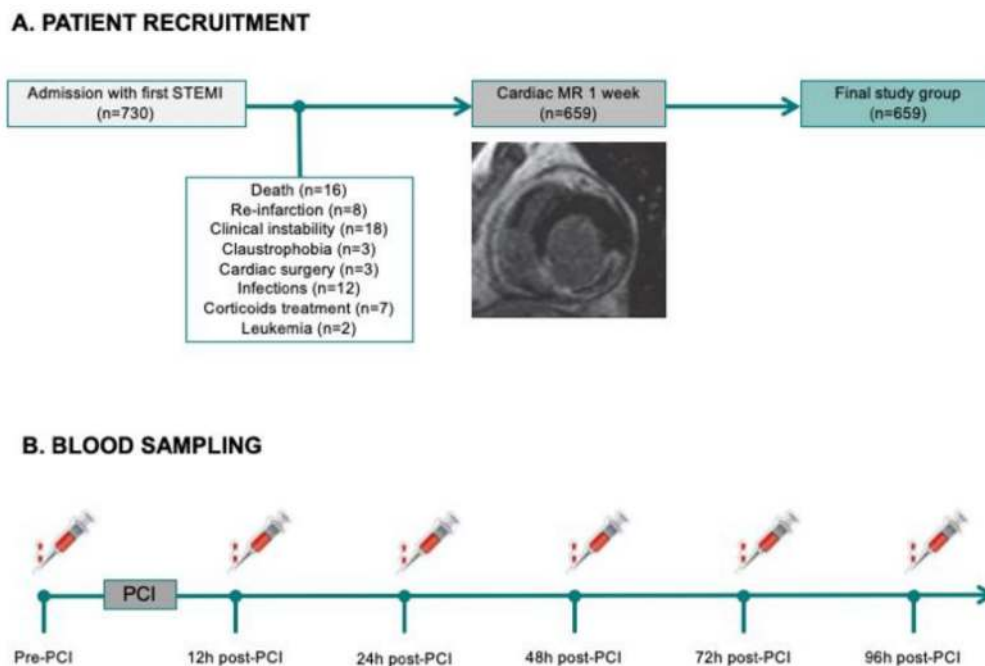 A. PATIENT RECRUITMENT
Admission with first STEMI
(n=730)
Cardiac MR 1 week
(n=659)
Final study group
(n=659)
Death (n=16)
Re-infarction (n=8)
Clinical instability (n=18)
Claustrophobia (n=3)
Cardiac surgery (n=3)
Infections (n=12)
Corticoids treatment (n=7)
Leukemia (n=2)
B. BLOOD SAMPLING
PCI
Pre-PCI
12h post-PCI
24h post-PCI
48h post-PCI
72h post-PCI
96h post-PCI